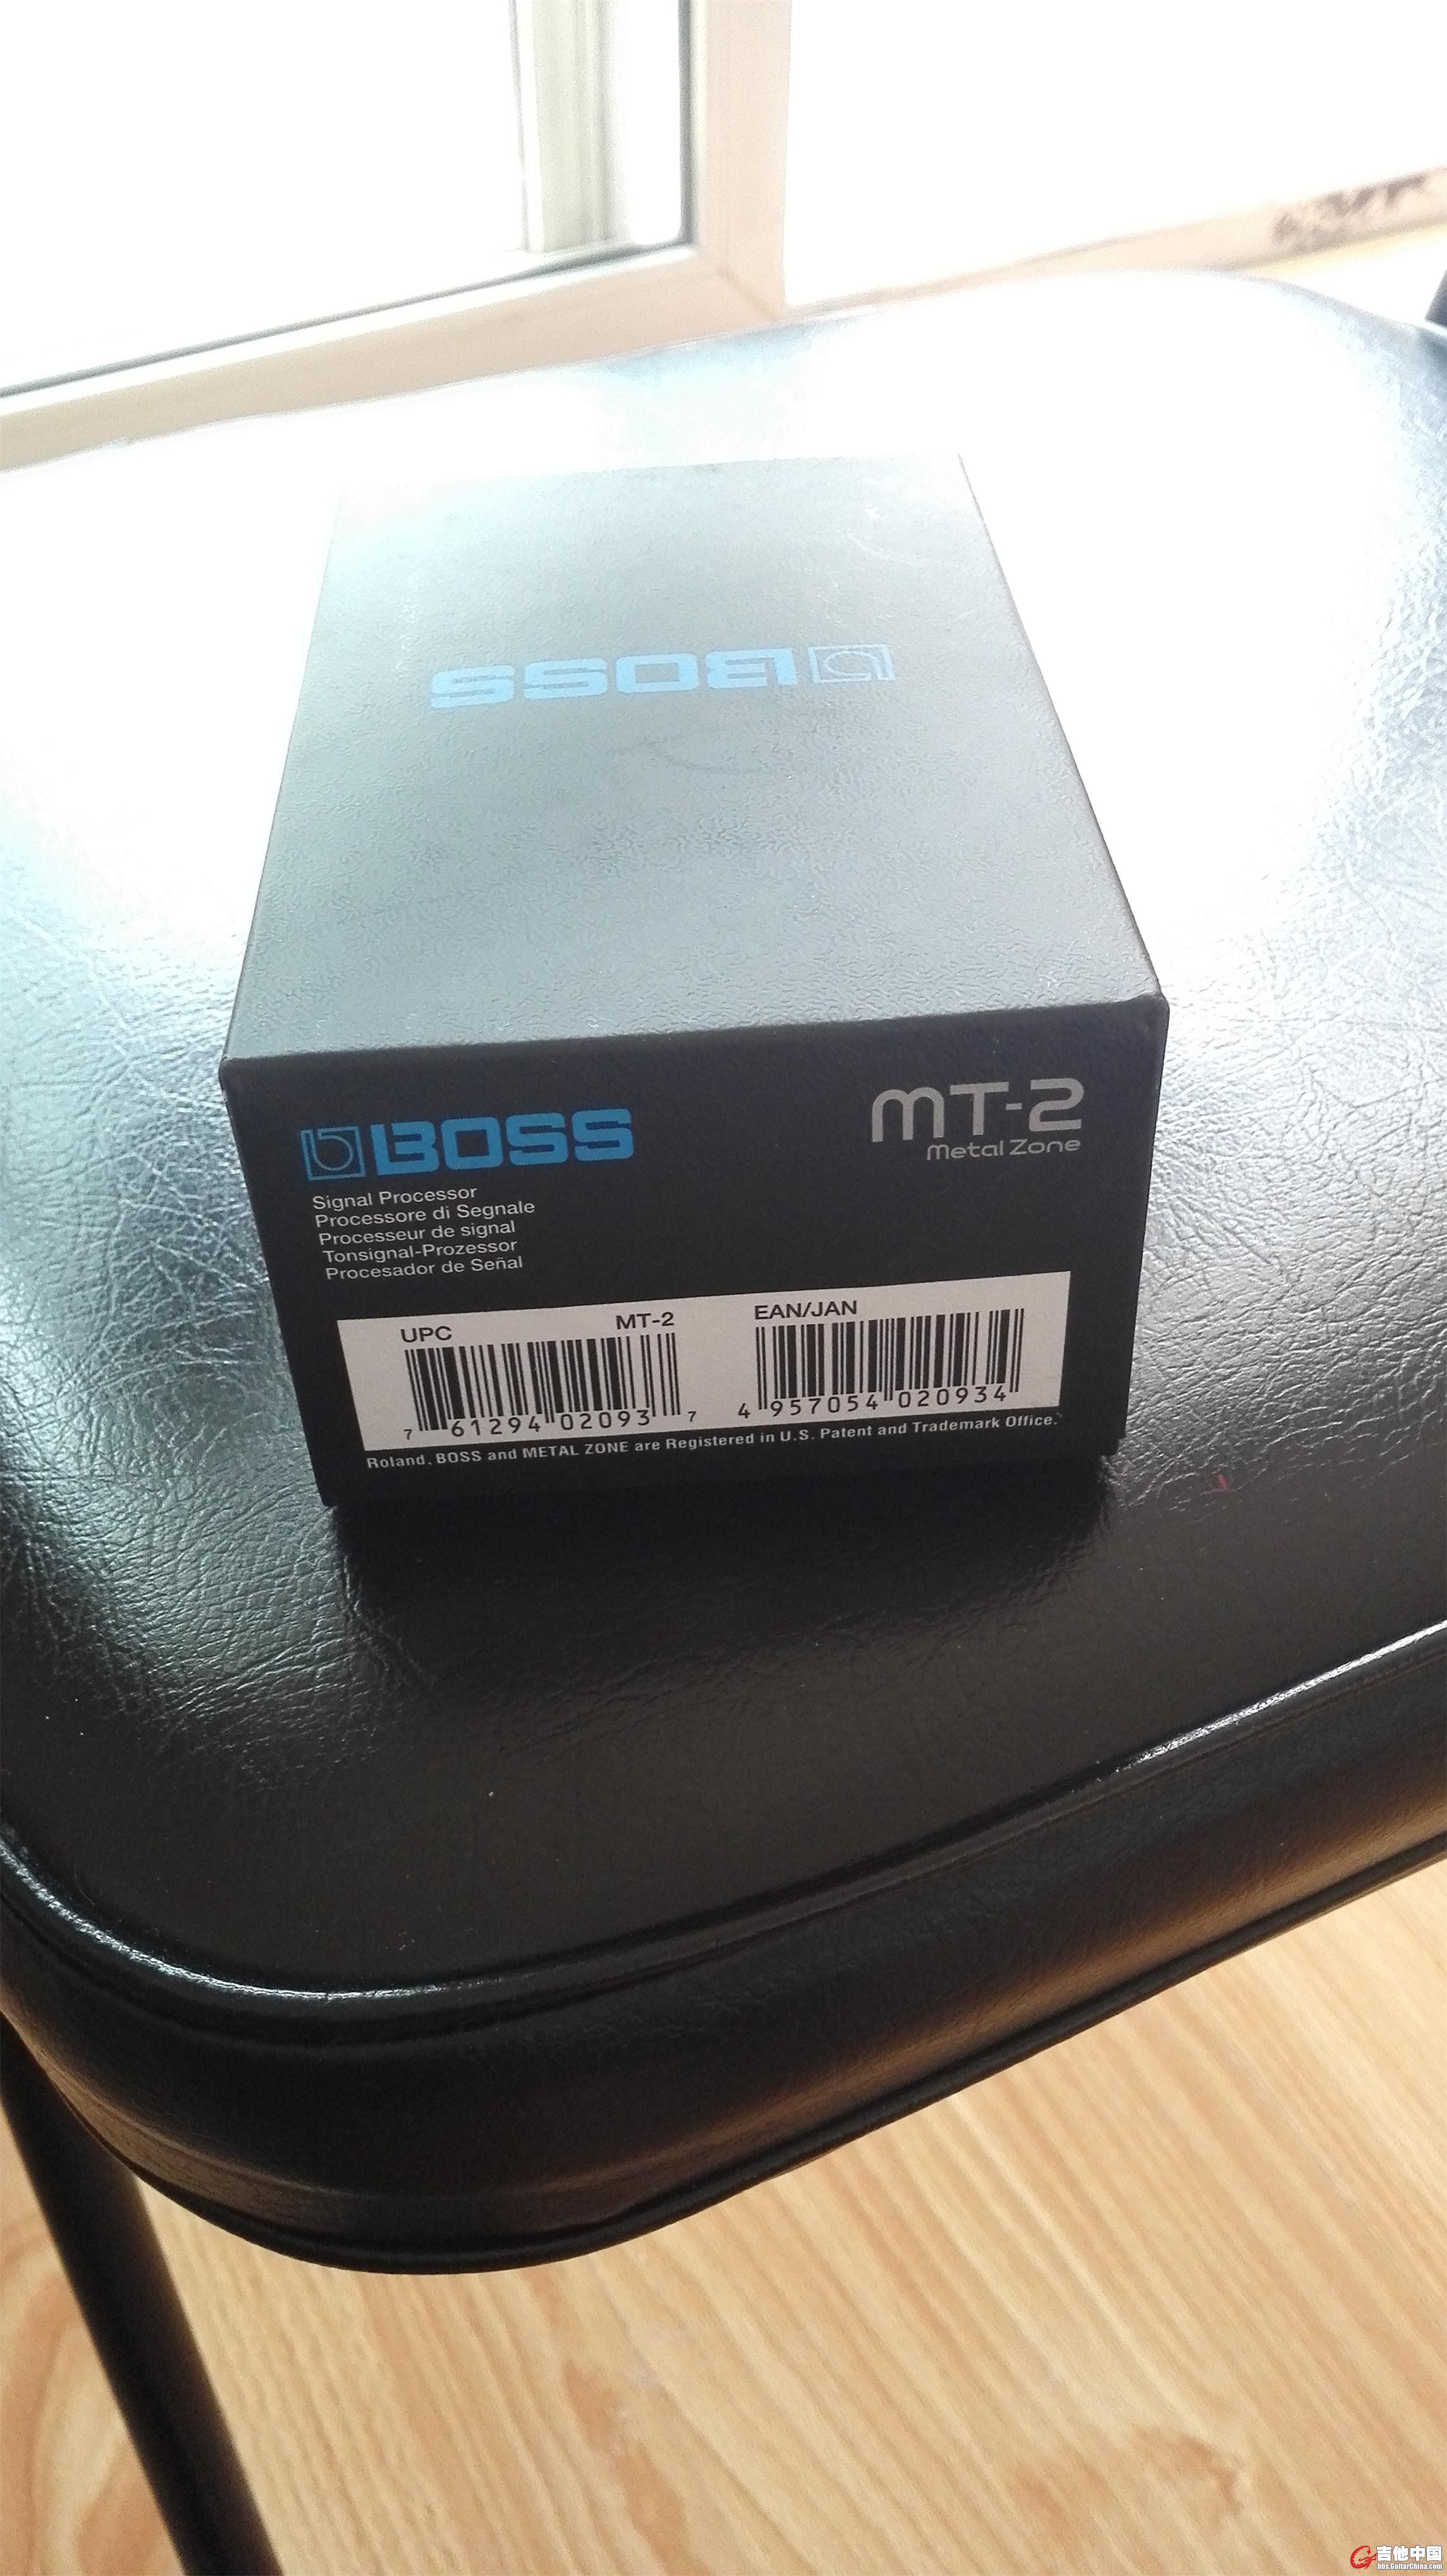 BOSS
BOSS
MT-2
Metal Zone
Signal Processor
Processore di Segnale
Processeur de signal
Tonsignal-Prozessor
Procesador de Señal
UPC MT-2 EAN/JAN
7 61294 02093 7 4 957054 020934
Roland, BOSS and METAL ZONE are Registered in U.S. Patent and Trademark Office.
吉他中国
bbs.GuitarChina.com